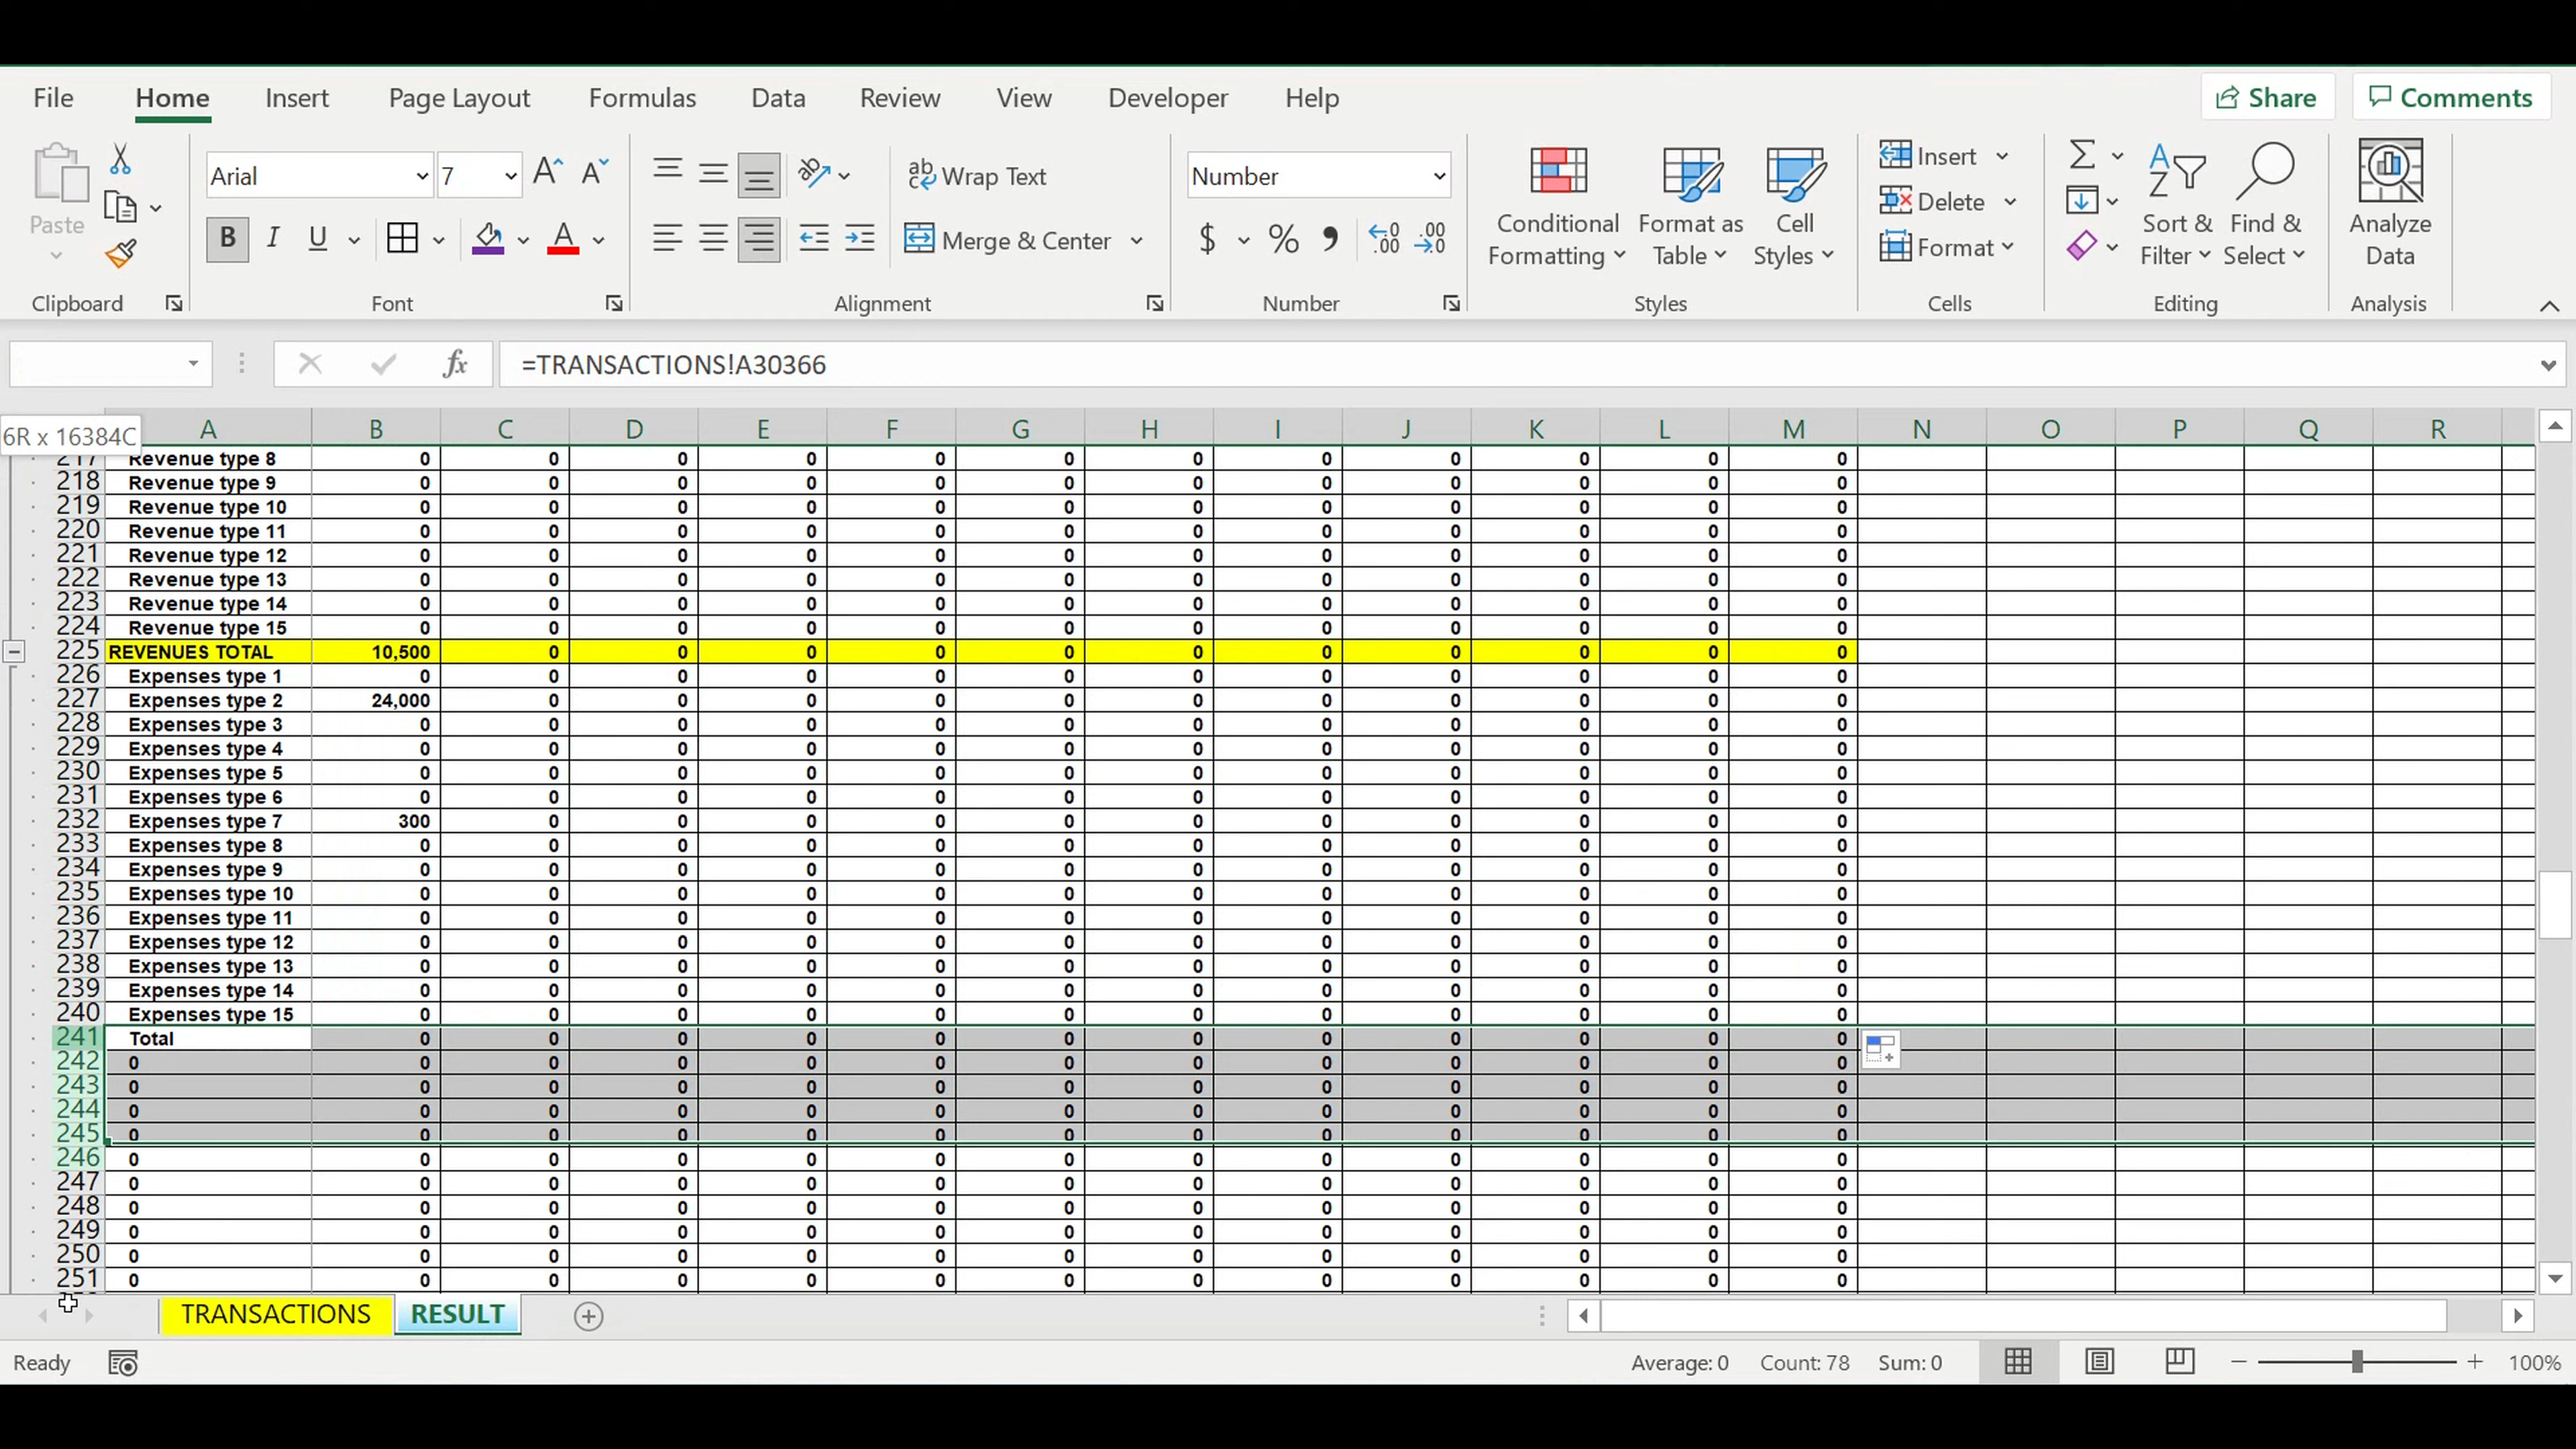 File Home Insert Page Layout Formulas Data Review View Developer Help Share Comments
Paste Arial 7 Wrap Text Number Conditional Formatting Format as Table Cell Styles Insert Sort & Filter Find & Select Analyze Data
B I U Merge & Center $ % Delete
Format
Clipboard Font Alignment Number Styles Cells Editing Analysis
fx =TRANSACTIONS!A30366
6R x 16384C A B C D E F G H I J K L M N O P Q R
217 Revenue type 8 0 0 0 0 0 0 0 0 0 0 0 0
218 Revenue type 9 0 0 0 0 0 0 0 0 0 0 0 0
219 Revenue type 10 0 0 0 0 0 0 0 0 0 0 0 0
220 Revenue type 11 0 0 0 0 0 0 0 0 0 0 0 0
221 Revenue type 12 0 0 0 0 0 0 0 0 0 0 0 0
222 Revenue type 13 0 0 0 0 0 0 0 0 0 0 0 0
223 Revenue type 14 0 0 0 0 0 0 0 0 0 0 0 0
224 Revenue type 15 0 0 0 0 0 0 0 0 0 0 0 0
225 REVENUES TOTAL 10,500 0 0 0 0 0 0 0 0 0 0 0
226 Expenses type 1 0 0 0 0 0 0 0 0 0 0 0 0
227 Expenses type 2 24,000 0 0 0 0 0 0 0 0 0 0 0
228 Expenses type 3 0 0 0 0 0 0 0 0 0 0 0 0
229 Expenses type 4 0 0 0 0 0 0 0 0 0 0 0 0
230 Expenses type 5 0 0 0 0 0 0 0 0 0 0 0 0
231 Expenses type 6 0 0 0 0 0 0 0 0 0 0 0 0
232 Expenses type 7 300 0 0 0 0 0 0 0 0 0 0 0
233 Expenses type 8 0 0 0 0 0 0 0 0 0 0 0 0
234 Expenses type 9 0 0 0 0 0 0 0 0 0 0 0 0
235 Expenses type 10 0 0 0 0 0 0 0 0 0 0 0 0
236 Expenses type 11 0 0 0 0 0 0 0 0 0 0 0 0
237 Expenses type 12 0 0 0 0 0 0 0 0 0 0 0 0
238 Expenses type 13 0 0 0 0 0 0 0 0 0 0 0 0
239 Expenses type 14 0 0 0 0 0 0 0 0 0 0 0 0
240 Expenses type 15 0 0 0 0 0 0 0 0 0 0 0 0
241 Total 0 0 0 0 0 0 0 0 0 0 0 0
242 0 0 0 0 0 0 0 0 0 0 0 0 0
243 0 0 0 0 0 0 0 0 0 0 0 0 0
244 0 0 0 0 0 0 0 0 0 0 0 0 0
245 0 0 0 0 0 0 0 0 0 0 0 0 0
246 0 0 0 0 0 0 0 0 0 0 0 0 0
247 0 0 0 0 0 0 0 0 0 0 0 0 0
248 0 0 0 0 0 0 0 0 0 0 0 0 0
249 0 0 0 0 0 0 0 0 0 0 0 0 0
250 0 0 0 0 0 0 0 0 0 0 0 0 0
251 0 0 0 0 0 0 0 0 0 0 0 0 0
TRANSACTIONS RESULT
Ready Average: 0 Count: 78 Sum: 0 100%